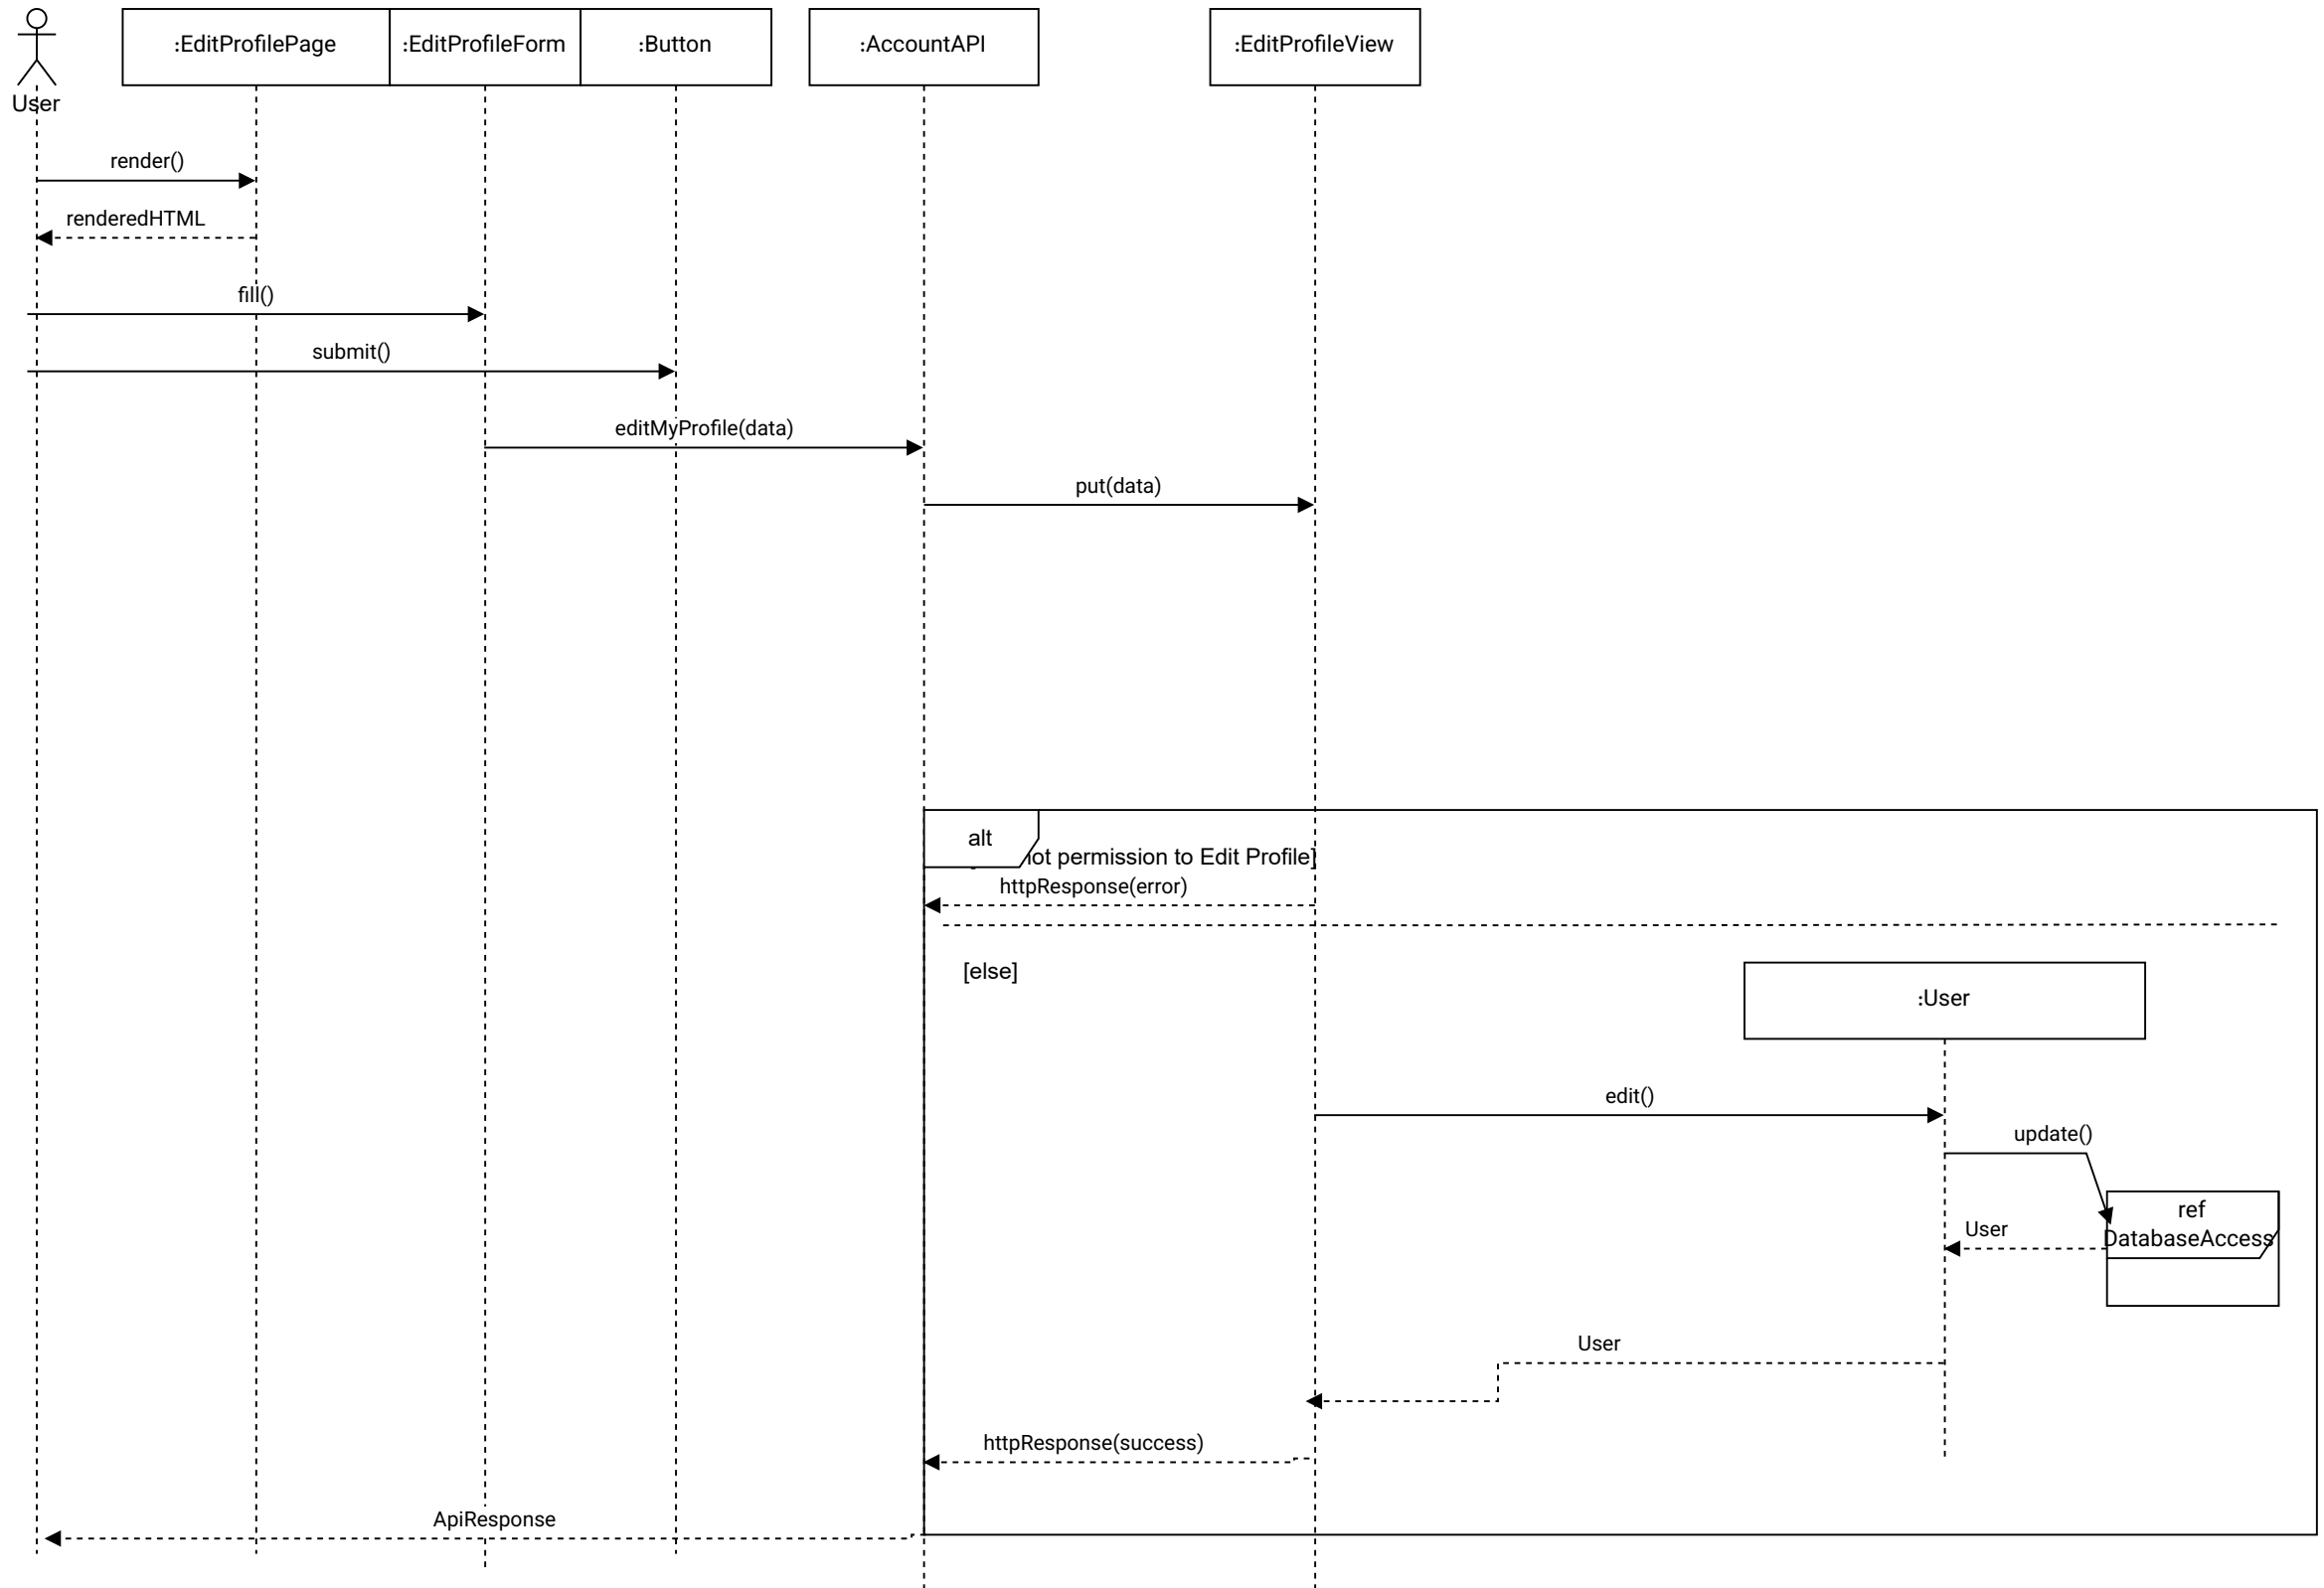 :EditProfilePage
:EditProfileForm
:Button
:AccountAPI
:EditProfileView
User
render()
renderedHTML
fill()
submit()
editMyProfile(data)
put(data)
alt
permission to Edit Profile]
httpResponse(error)
[else]
:User
edit()
update()
ref
DatabaseAccess
User
User
httpResponse(success)
ApiResponse